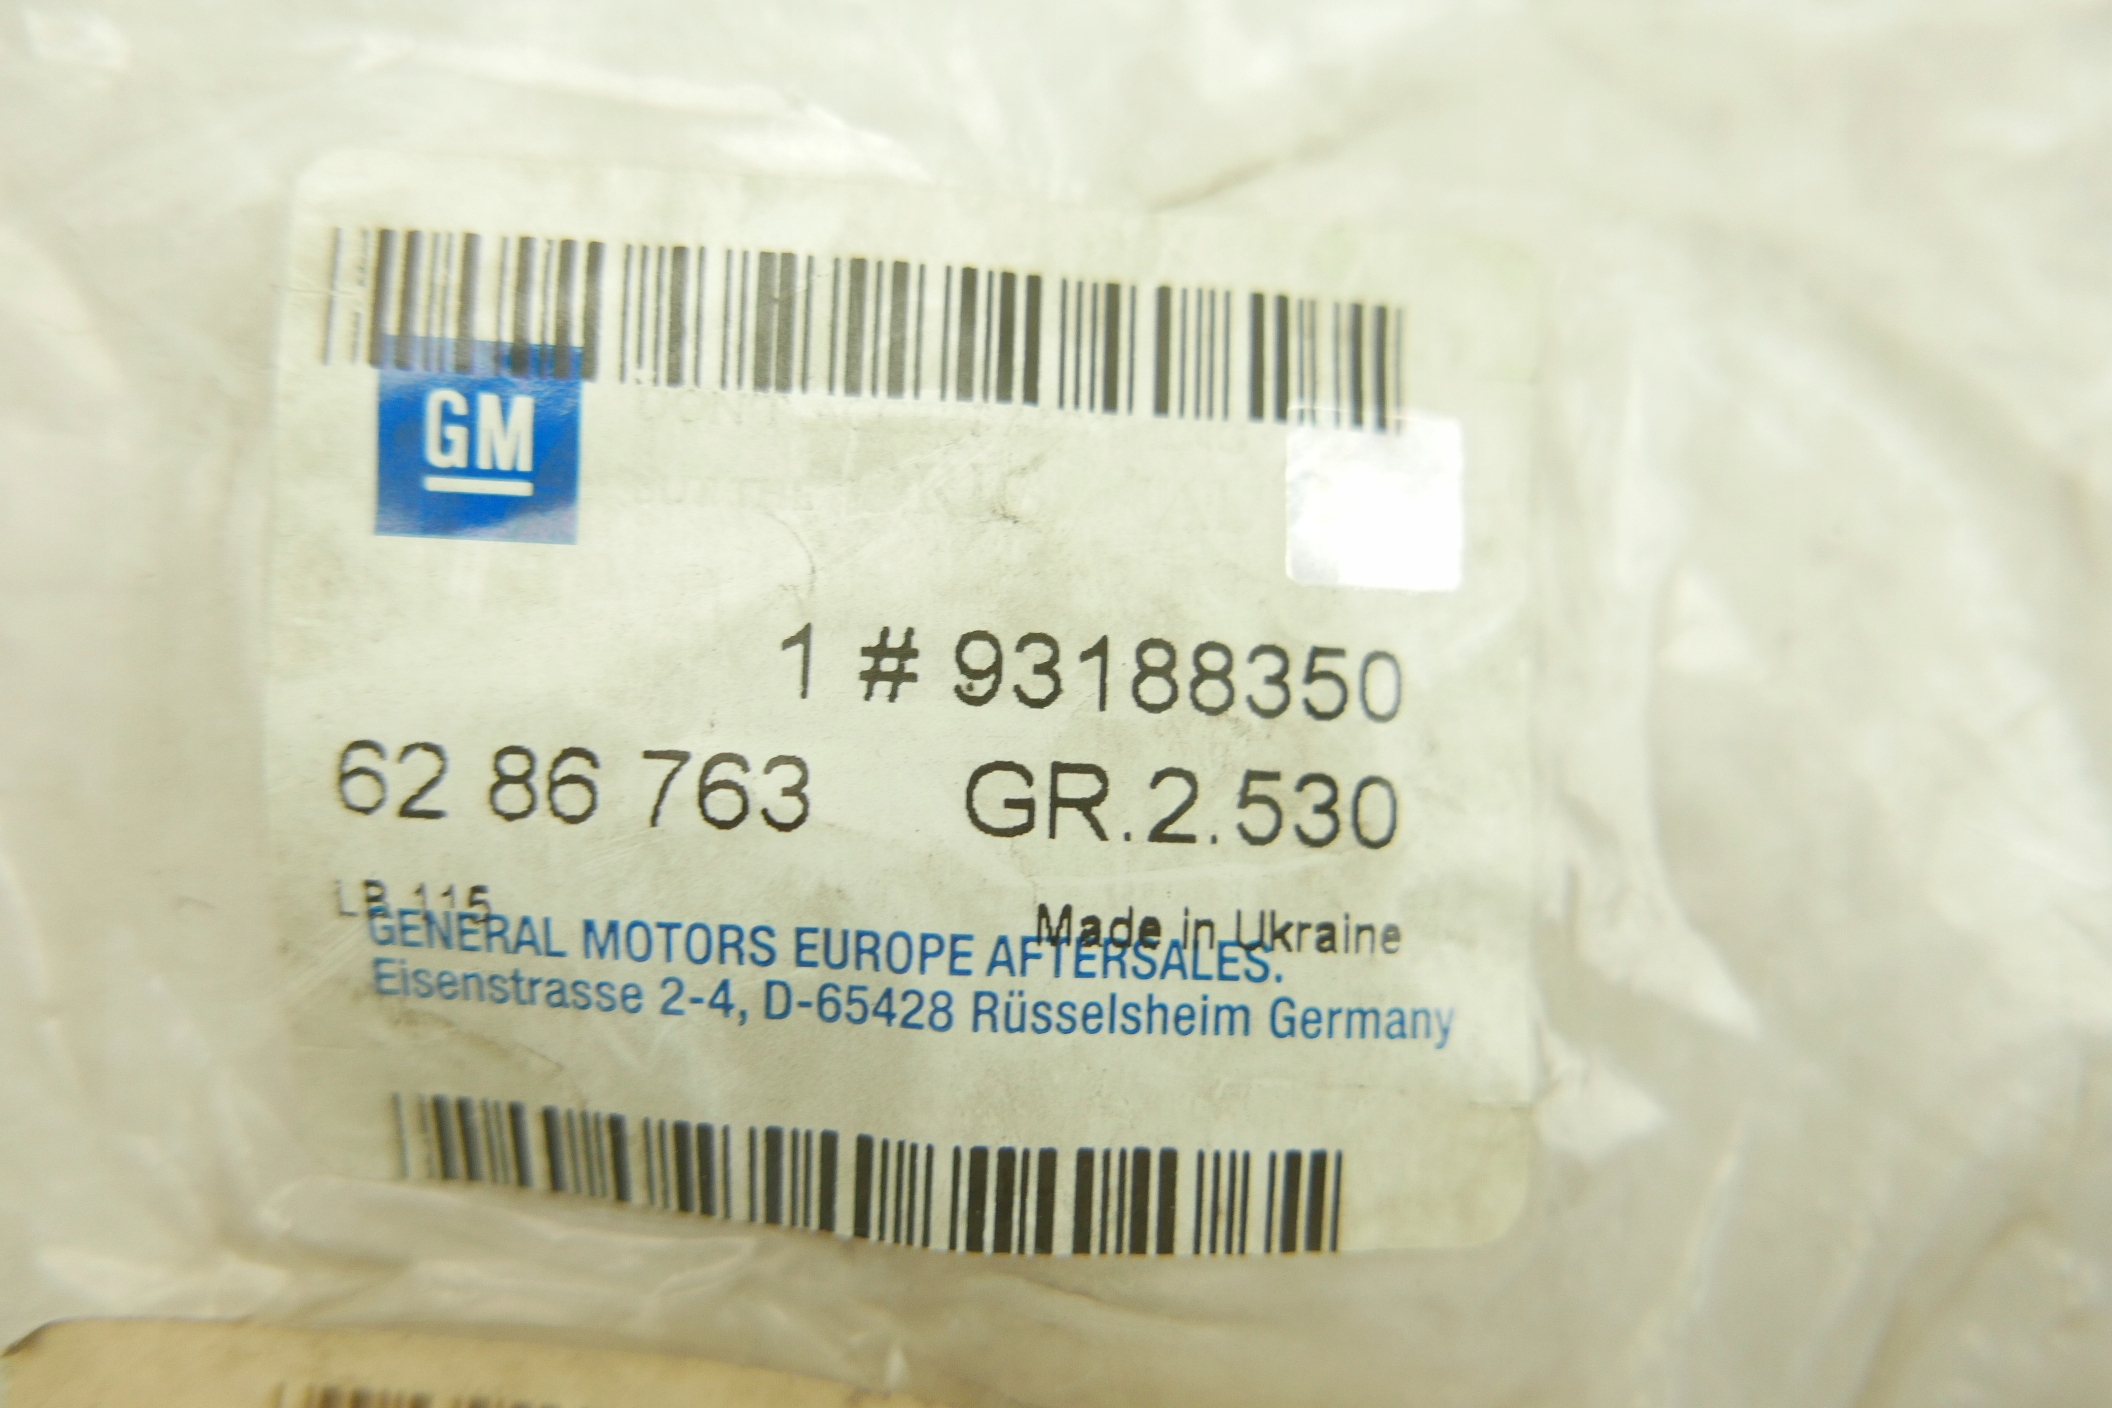 GM
1 # 93188350
62 86 763 GR.2.530
LB 115 Made in Ukraine
GENERAL MOTORS EUROPE AFTERSALES.
Eisenstrasse 2-4, D-65428 Rüsselsheim Germany